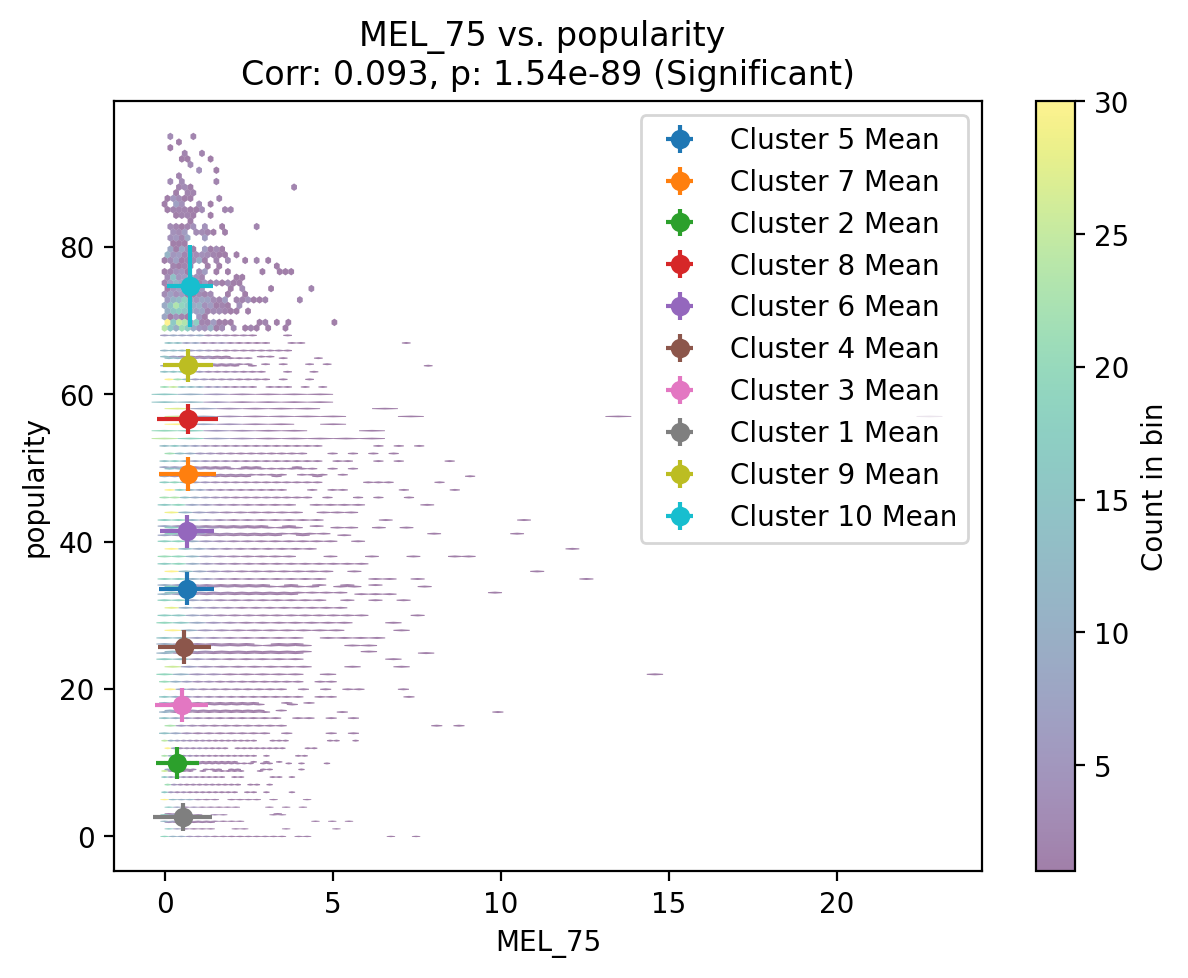 MEL_75 vs. popularity
Corr: 0.093, p: 1.54e-89 (Significant)
popularity
80
60
40
20
0
0
5
10
15
20
MEL_75
Cluster 5 Mean
Cluster 7 Mean
Cluster 2 Mean
Cluster 8 Mean
Cluster 6 Mean
Cluster 4 Mean
Cluster 3 Mean
Cluster 1 Mean
Cluster 9 Mean
Cluster 10 Mean
30
25
20
15
10
5
Count in bin